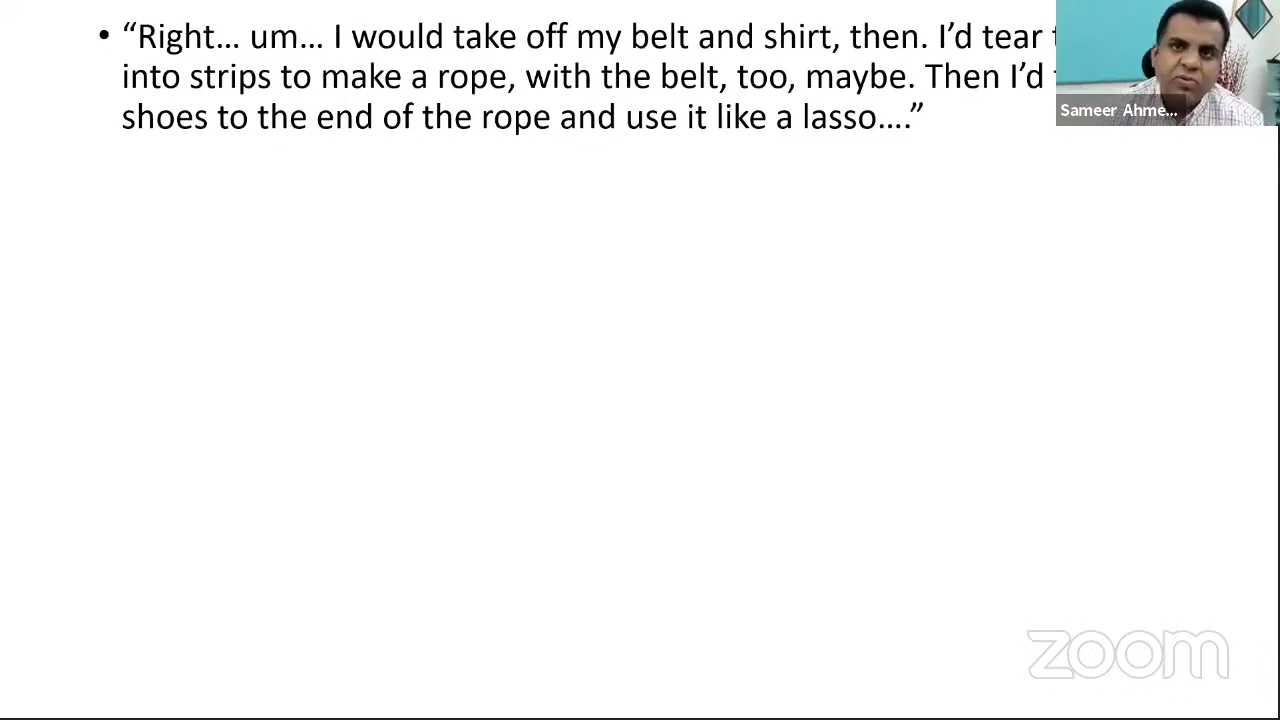 • “Right… um… I would take off my belt and shirt, then. I’d tear
into strips to make a rope, with the belt, too, maybe. Then I’d
shoes to the end of the rope and use it like a lasso….”
Sameer Ahme...
zoom